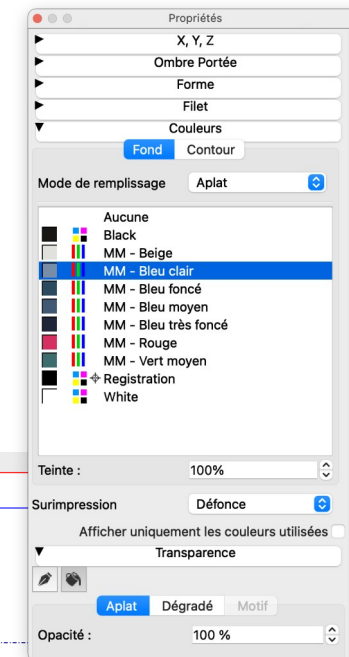 Propriétés
X, Y, Z
Ombre Portée
Forme
Filet
Couleurs
Fond Contour
Mode de remplissage Aplat
Aucune
Black
MM - Beige
MM - Bleu clair
MM - Bleu foncé
MM - Bleu moyen
MM - Bleu très foncé
MM - Rouge
MM - Vert moyen
Registration
White
Teinte : 100%
Surimpression Défonce
Afficher uniquement les couleurs utilisées
Transparence
Aplat Dégradé Motif
Opacité : 100 %